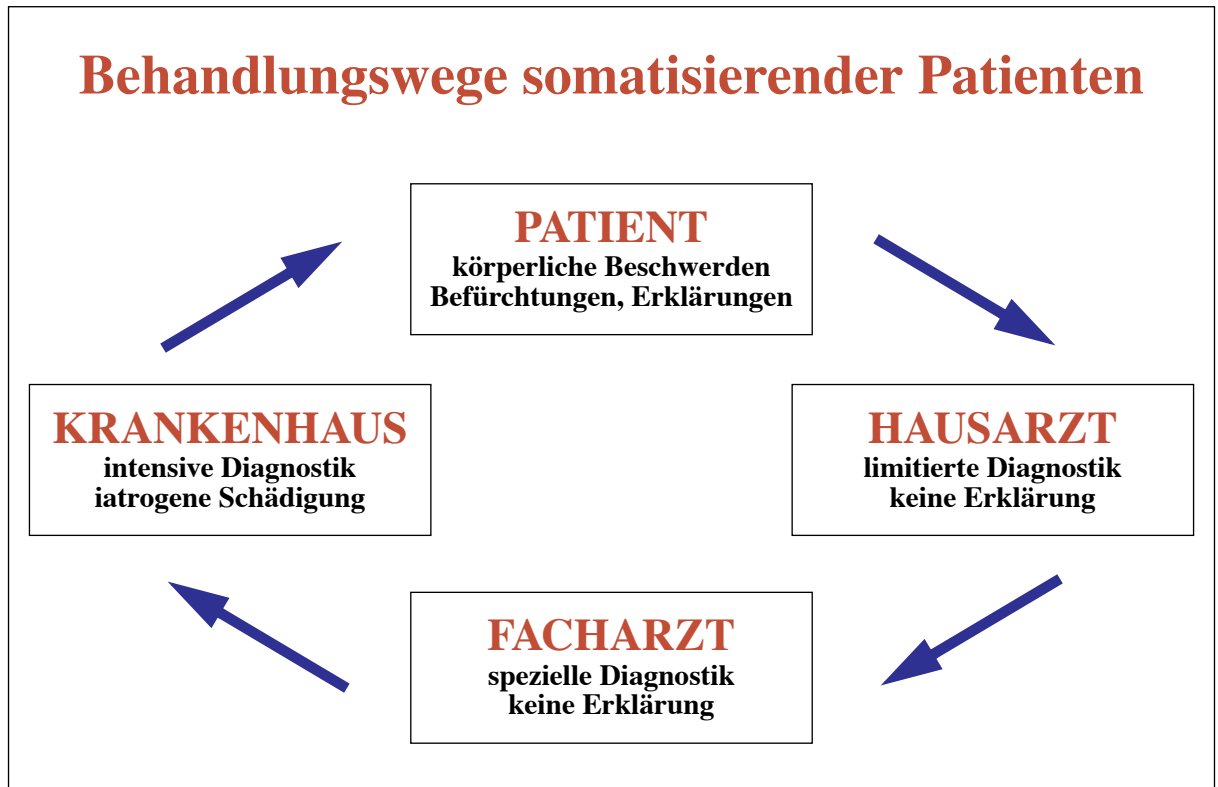 Behandlungswege somatisierender Patienten
PATIENT
körperliche Beschwerden
Befürchtungen, Erklärungen
KRANKENHAUS
intensive Diagnostik
iatrogene Schädigung
HAUSARZT
limitierte Diagnostik
keine Erklärung
FACHARZT
spezielle Diagnostik
keine Erklärung